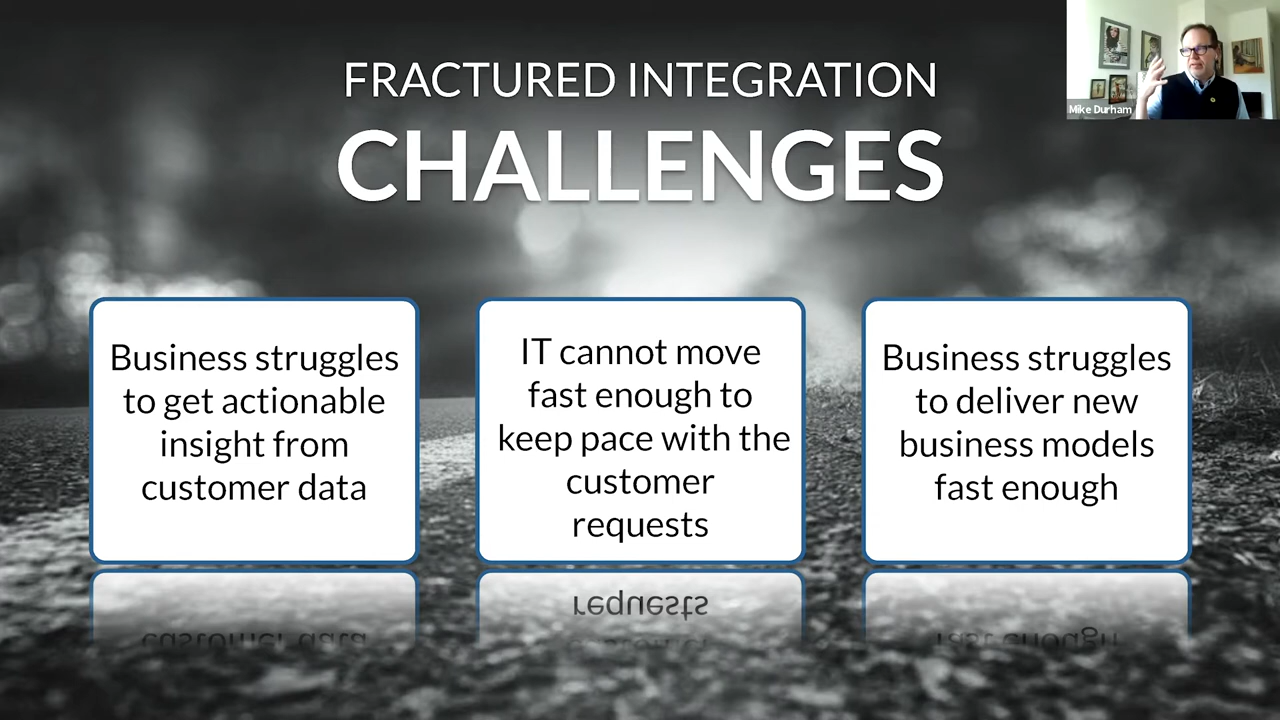 FRACTURED INTEGRATION
CHALLENGES
Mike Durham
Business struggles
to get actionable
insight from
customer data
IT cannot move
fast enough to
keep pace with the
customer
requests
Business struggles
to deliver new
business models
fast enough